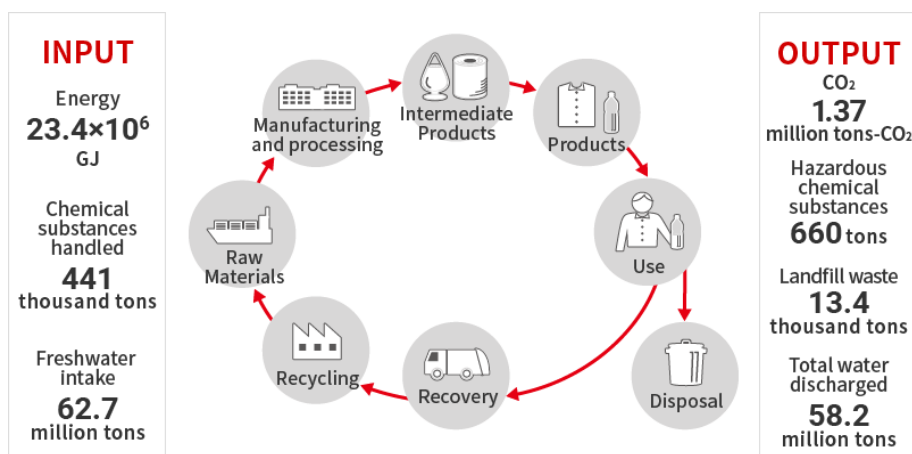 INPUT
Energy
23.4×10⁶
GJ
Chemical
substances
handled
441
thousand tons
Freshwater
intake
62.7
million tons
Manufacturing
and processing
Intermediate
Products
Products
Use
Disposal
Recovery
Recycling
Raw
Materials
OUTPUT
CO₂
1.37
million tons-CO₂
Hazardous
chemical
substances
660 tons
Landfill waste
13.4
thousand tons
Total water
discharged
58.2
million tons